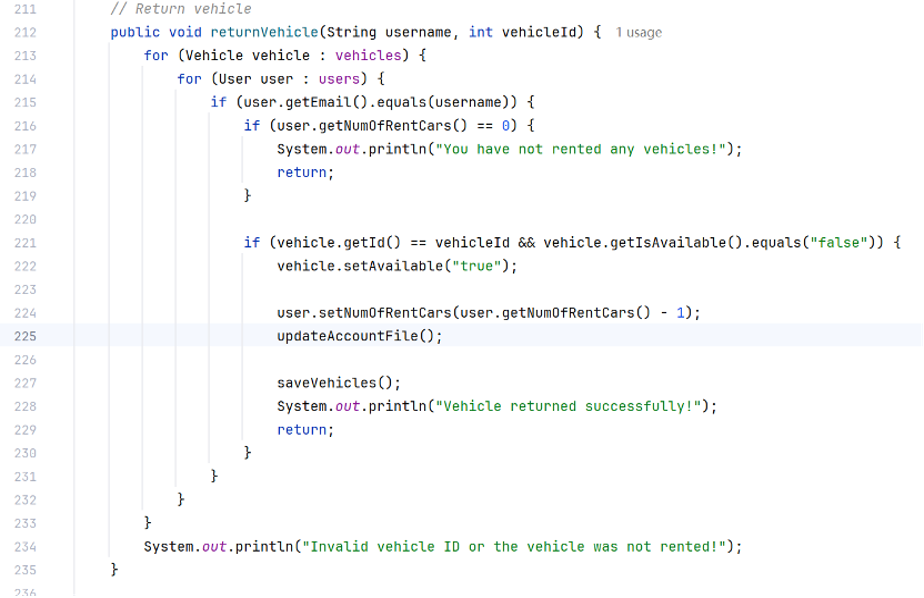 211 // Return vehicle
212 public void returnVehicle(String username, int vehicleId) { 1 usage
213 for (Vehicle vehicle : vehicles) {
214 for (User user : users) {
215 if (user.getEmail().equals(username)) {
216 if (user.getNumOfRentCars() == 0) {
217 System.out.println("You have not rented any vehicles!");
218 return;
219 }
220
221 if (vehicle.getId() == vehicleId && vehicle.getIsAvailable().equals("false")) {
222 vehicle.setAvailable("true");
223
224 user.setNumOfRentCars(user.getNumOfRentCars() - 1);
225 updateAccountFile();
226
227 saveVehicles();
228 System.out.println("Vehicle returned successfully!");
229 return;
230 }
231 }
232 }
233 }
234 System.out.println("Invalid vehicle ID or the vehicle was not rented!");
235 }
236